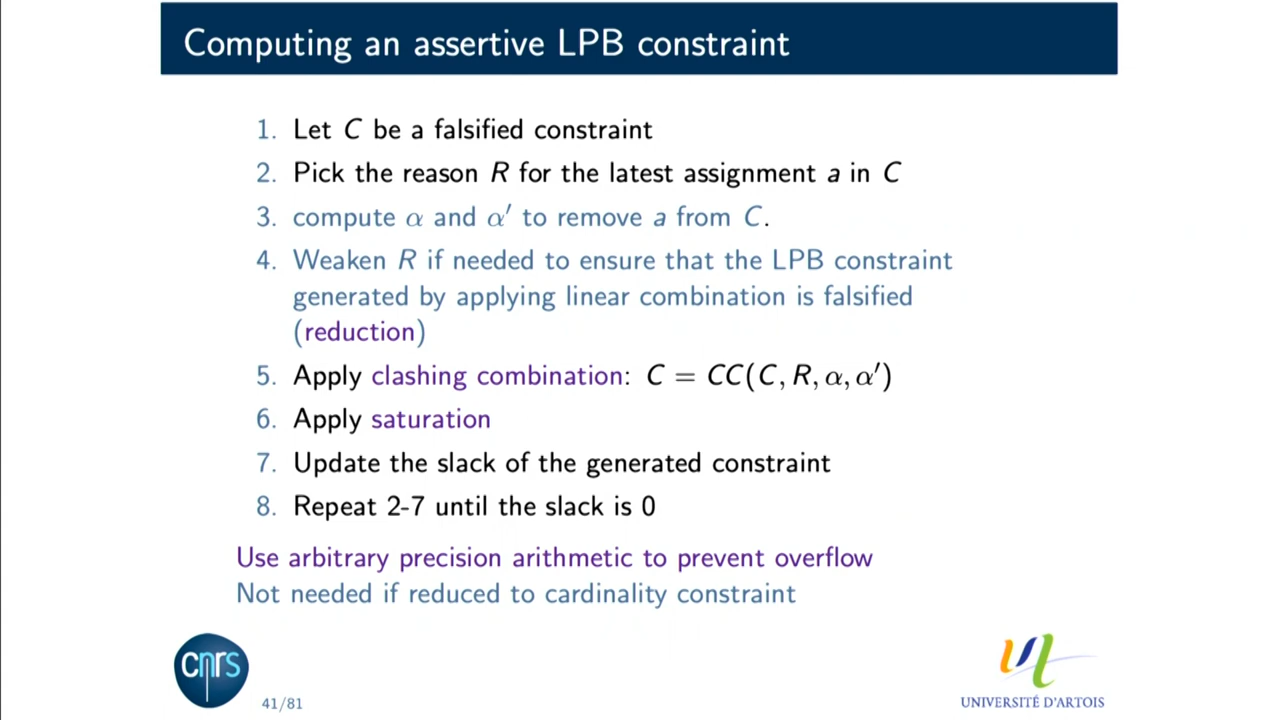 Computing an assertive LPB constraint
1. Let C be a falsified constraint
2. Pick the reason R for the latest assignment a in C
3. compute α and α′ to remove a from C.
4. Weaken R if needed to ensure that the LPB constraint
generated by applying linear combination is falsified
(reduction)
5. Apply clashing combination: C = CC(C, R, α, α′)
6. Apply saturation
7. Update the slack of the generated constraint
8. Repeat 2-7 until the slack is 0
Use arbitrary precision arithmetic to prevent overflow
Not needed if reduced to cardinality constraint
cnrs
41/81
UNIVERSITÉ D'ARTOIS